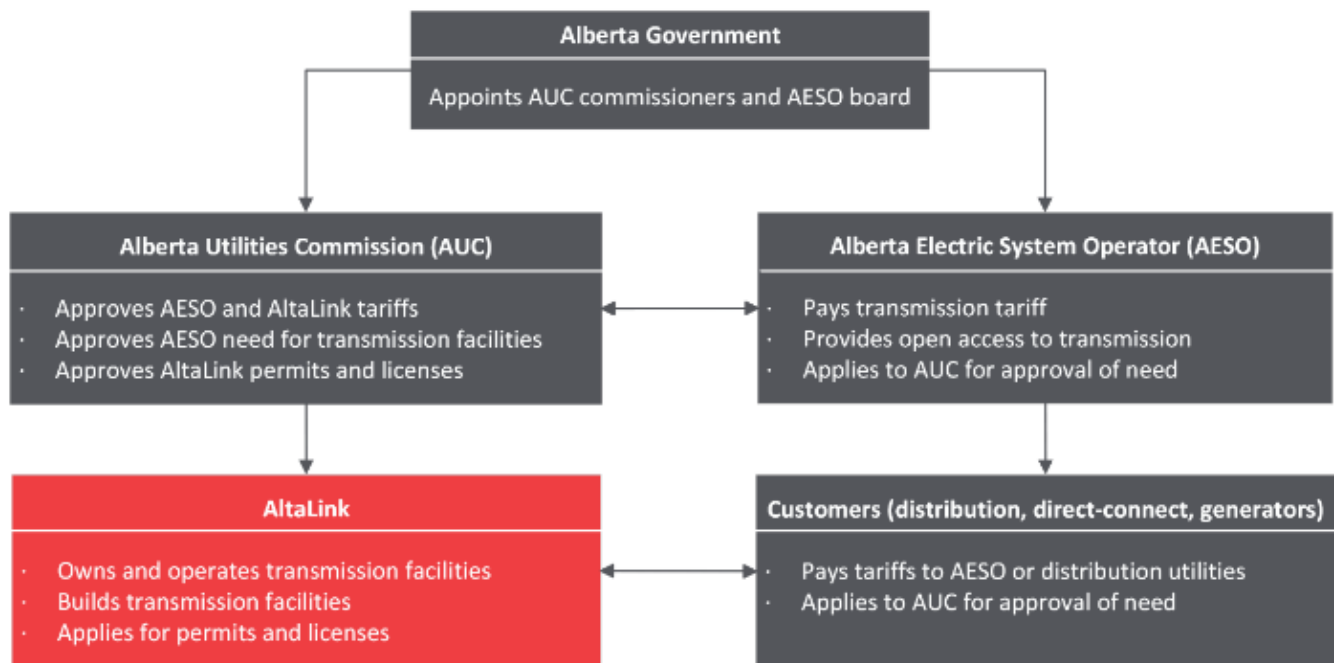 Alberta Government
Appoints AUC commissioners and AESO board
Alberta Utilities Commission (AUC)
· Approves AESO and AltaLink tariffs
· Approves AESO need for transmission facilities
· Approves AltaLink permits and licenses
Alberta Electric System Operator (AESO)
· Pays transmission tariff
· Provides open access to transmission
· Applies to AUC for approval of need
AltaLink
· Owns and operates transmission facilities
· Builds transmission facilities
· Applies for permits and licenses
Customers (distribution, direct-connect, generators)
· Pays tariffs to AESO or distribution utilities
· Applies to AUC for approval of need